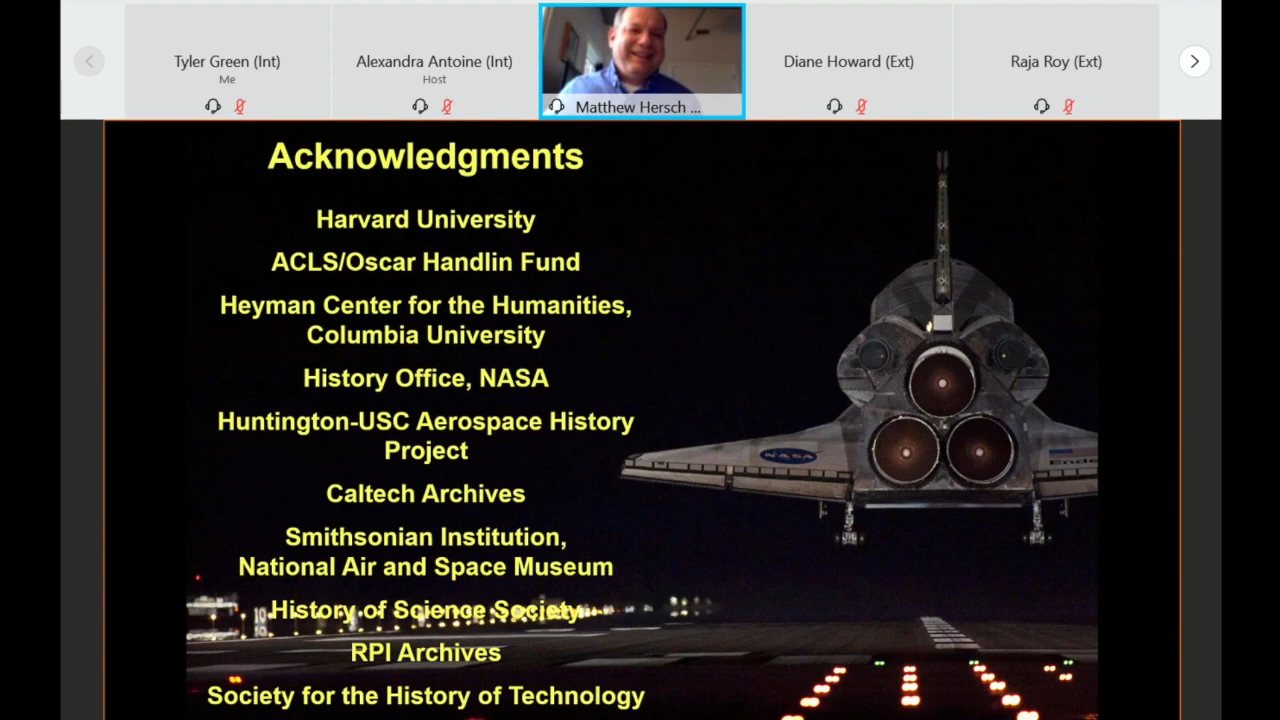 Tyler Green (Int)
Me
Alexandra Antoine (Int)
Host
Matthew Hersch ...
Diane Howard (Ext)
Raja Roy (Ext)
Acknowledgments
Harvard University
ACLS/Oscar Handlin Fund
Heyman Center for the Humanities,
Columbia University
History Office, NASA
Huntington-USC Aerospace History
Project
Caltech Archives
Smithsonian Institution,
National Air and Space Museum
History of Science Society
RPI Archives
Society for the History of Technology
NASA